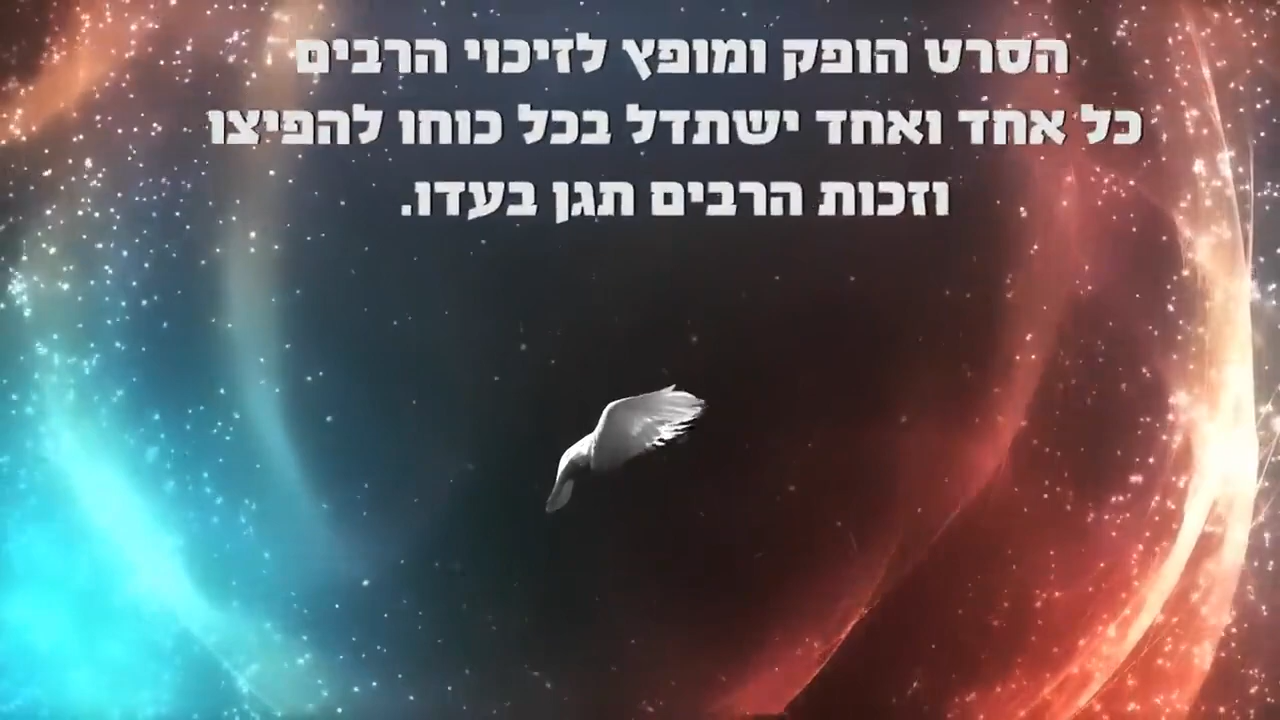 הסרט הופק ומופץ לזיכוי הרבים
כל אחד ואחד ישתדל בכל כוחו להפיצו
וזכות הרבים תגן בעדו.